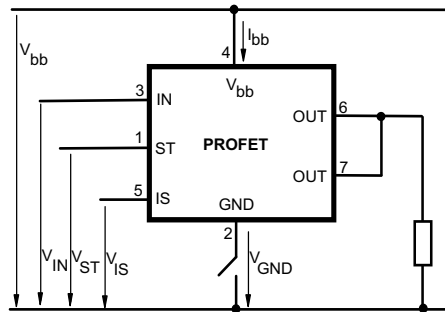 V_bb
I_bb
4
V_bb
3
IN
1
ST
5
IS
PROFET
OUT
6
OUT
7
GND
2
V_IN
V_ST
V_IS
V_GND